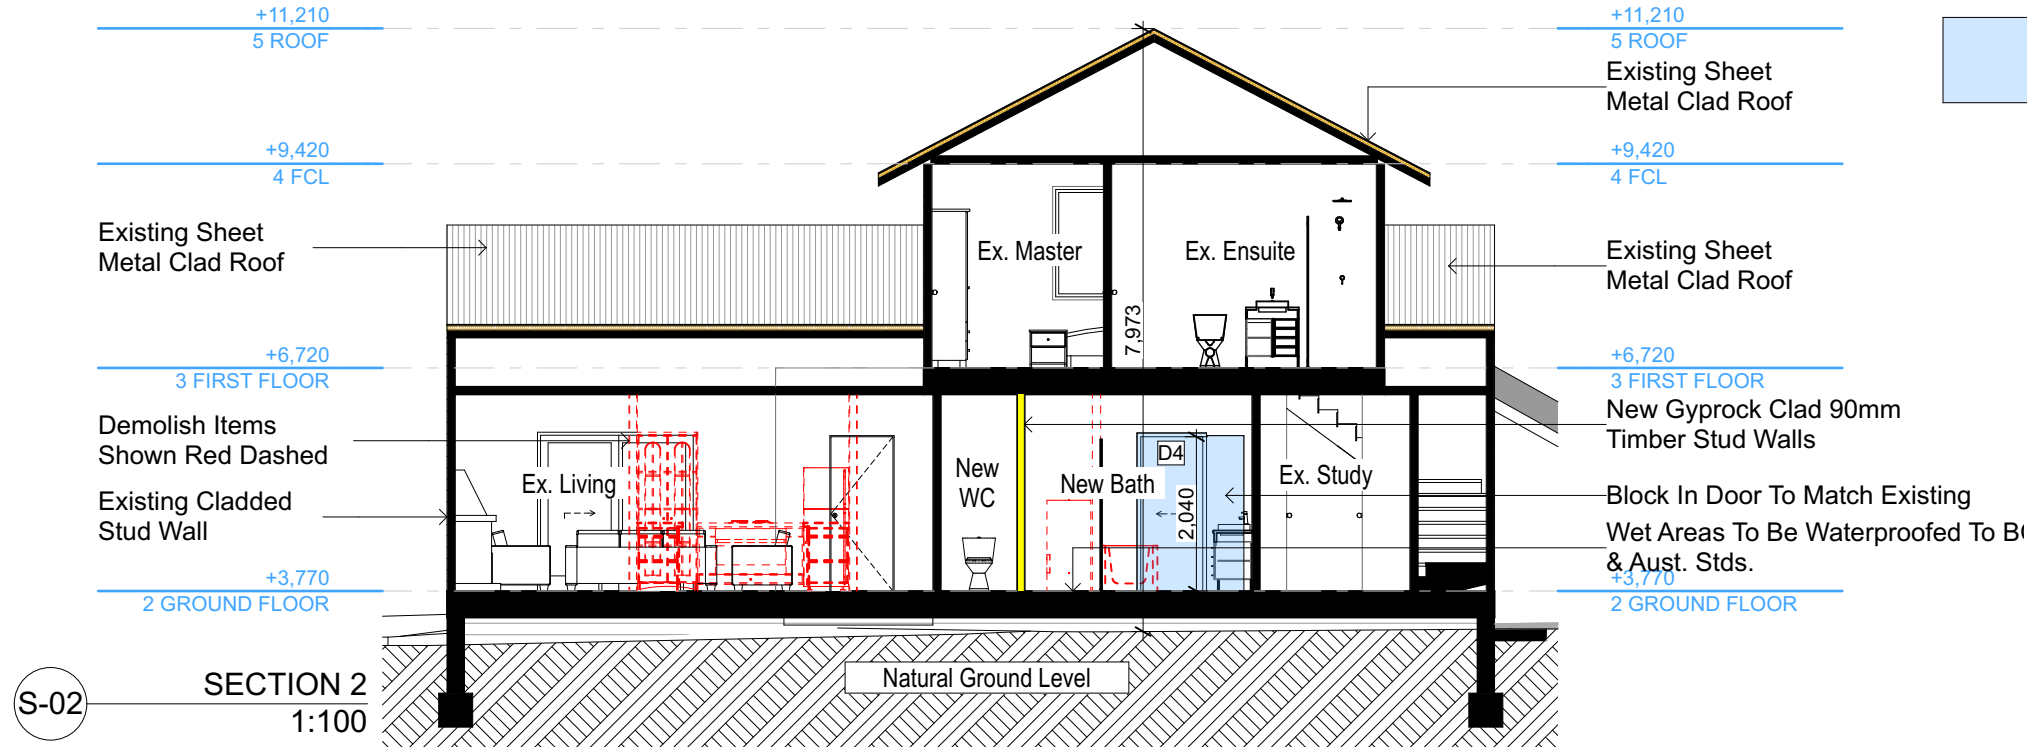 +11,210
5 ROOF
+11,210
5 ROOF
Existing Sheet
Metal Clad Roof
+9,420
4 FCL
+9,420
4 FCL
Existing Sheet
Metal Clad Roof
Ex. Master
Ex. Ensuite
Existing Sheet
Metal Clad Roof
7,973
+6,720
3 FIRST FLOOR
+6,720
3 FIRST FLOOR
Demolish Items
Shown Red Dashed
New Gyprock Clad 90mm
Timber Stud Walls
Existing Cladded
Stud Wall
Ex. Living
New
WC
New Bath
D4
2,040
Ex. Study
Block In Door To Match Existing
Wet Areas To Be Waterproofed To
& Aust. Stds.
+3,770
2 GROUND FLOOR
+3,770
2 GROUND FLOOR
Natural Ground Level
S-02
SECTION 2
1:100